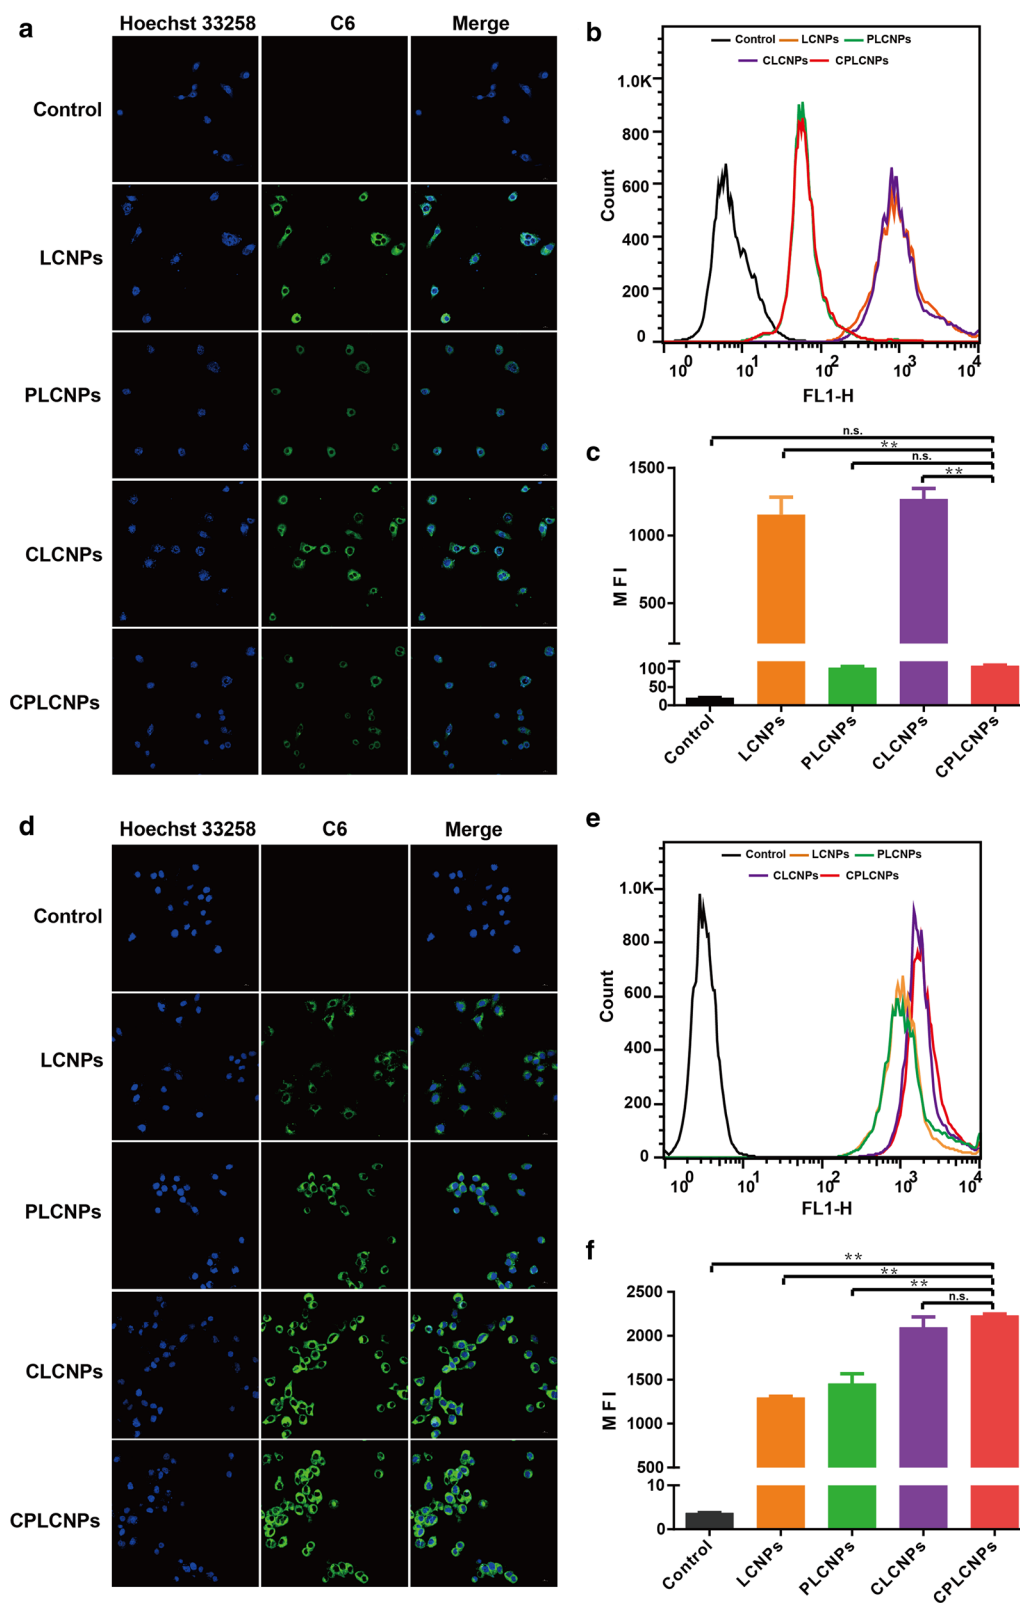 a
Hoechst 33258 C6 Merge
Control
LCNPs
PLCNPs
CLCNPs
CPLCNPs
b
Control LCNPs PLCNPs
CLCNPs CPLCNPs
1.0K
800
600
400
200
0
Count
10^0 10^1 10^2 10^3 10^4
FL1-H
c
n.s.
**
n.s.
**
1500
1000
500
100
50
0
MFI
Control LCNPs PLCNPs CLCNPs CPLCNPs
d
Hoechst 33258 C6 Merge
Control
LCNPs
PLCNPs
CLCNPs
CPLCNPs
e
Control LCNPs PLCNPs
CLCNPs CPLCNPs
1.0K
800
600
400
200
0
Count
10^0 10^1 10^2 10^3 10^4
FL1-H
f
**
**
**
n.s.
2500
2000
1500
1000
500
10
0
MFI
Control LCNPs PLCNPs CLCNPs CPLCNPs